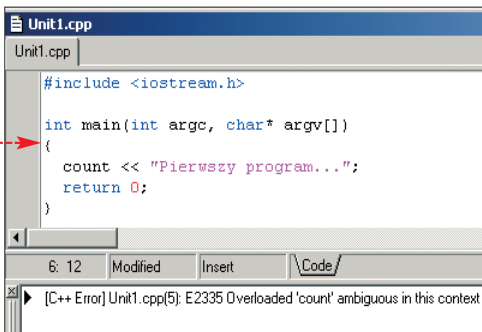 Unit1.cpp
Unit1.cpp
#include <iostream.h>
int main(int argc, char* argv[])
{
count << "Pierwszy program...";
return 0;
}
6: 12 Modified Insert Code
[C++ Error] Unit1.cpp(5): E2335 Overloaded 'count' ambiguous in this context